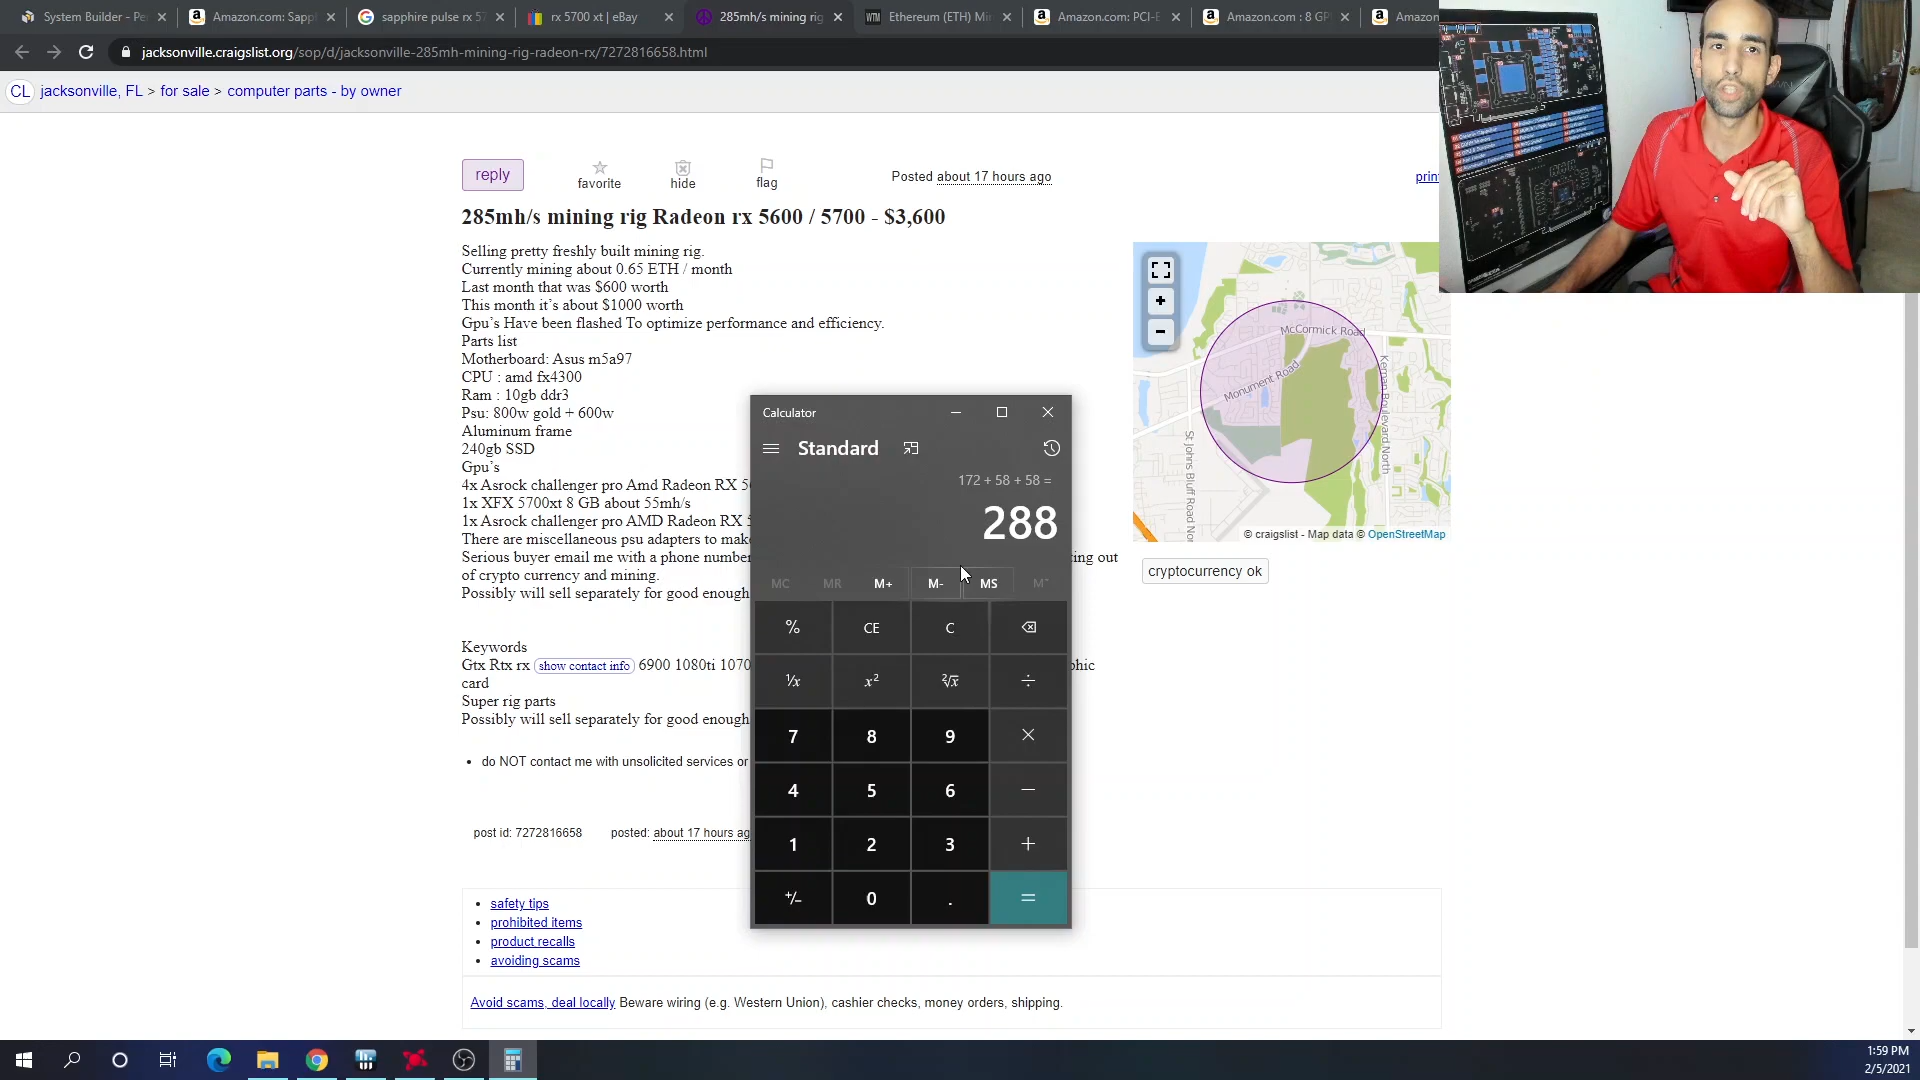 System Builder - Pe
Amazon.com: Sapp
sapphire pulse rx 57
rx 5700 xt | eBay
285mh/s mining rig
WTM Ethereum (ETH) Mi
Amazon.com: PCI-E
Amazon.com : 8 GP
Amazon
jacksonville.craigslist.org/sop/d/jacksonville-285mh-mining-rig-radeon-rx/7272816658.html
CL jacksonville, FL > for sale > computer parts - by owner
reply
favorite
hide
flag
Posted about 17 hours ago
print
285mh/s mining rig Radeon rx 5600 / 5700 - $3,600
Selling pretty freshly built mining rig.
Currently mining about 0.65 ETH / month
Last month that was $600 worth
This month it's about $1000 worth
Gpu's Have been flashed To optimize performance and efficiency.
Parts list
Motherboard: Asus m5a97
CPU : amd fx4300
Ram : 10gb ddr3
Psu: 800w gold + 600w
Aluminum frame
240gb SSD
Gpu's
4x Asrock challenger pro Amd Radeon RX 5
1x XFX 5700xt 8 GB about 55mh/s
1x Asrock challenger pro AMD Radeon RX 5
There are miscellaneous psu adapters to make
Serious buyer email me with a phone number
ting out
of crypto currency and mining.
Possibly will sell separately for good enough
Keywords
Gtx Rtx rx show contact info 6900 1080ti 1070
phic
card
Super rig parts
Possibly will sell separately for good enough
do NOT contact me with unsolicited services or
post id: 7272816658
posted: about 17 hours ag
safety tips
prohibited items
product recalls
avoiding scams
Avoid scams, deal locally Beware wiring (e.g. Western Union), cashier checks, money orders, shipping.
+
−
McCormick Road
Monument Road
Kernan Boulevard North
St Johns Bluff Road No
© craigslist - Map data © OpenStreetMap
cryptocurrency ok
Calculator
Standard
172 + 58 + 58 =
288
MC MR M+ M- MS M˅
% CE C
¹/x x² ²√x ÷
7 8 9 ×
4 5 6 −
1 2 3 +
+/− 0 . =
1:59 PM
2/5/2021